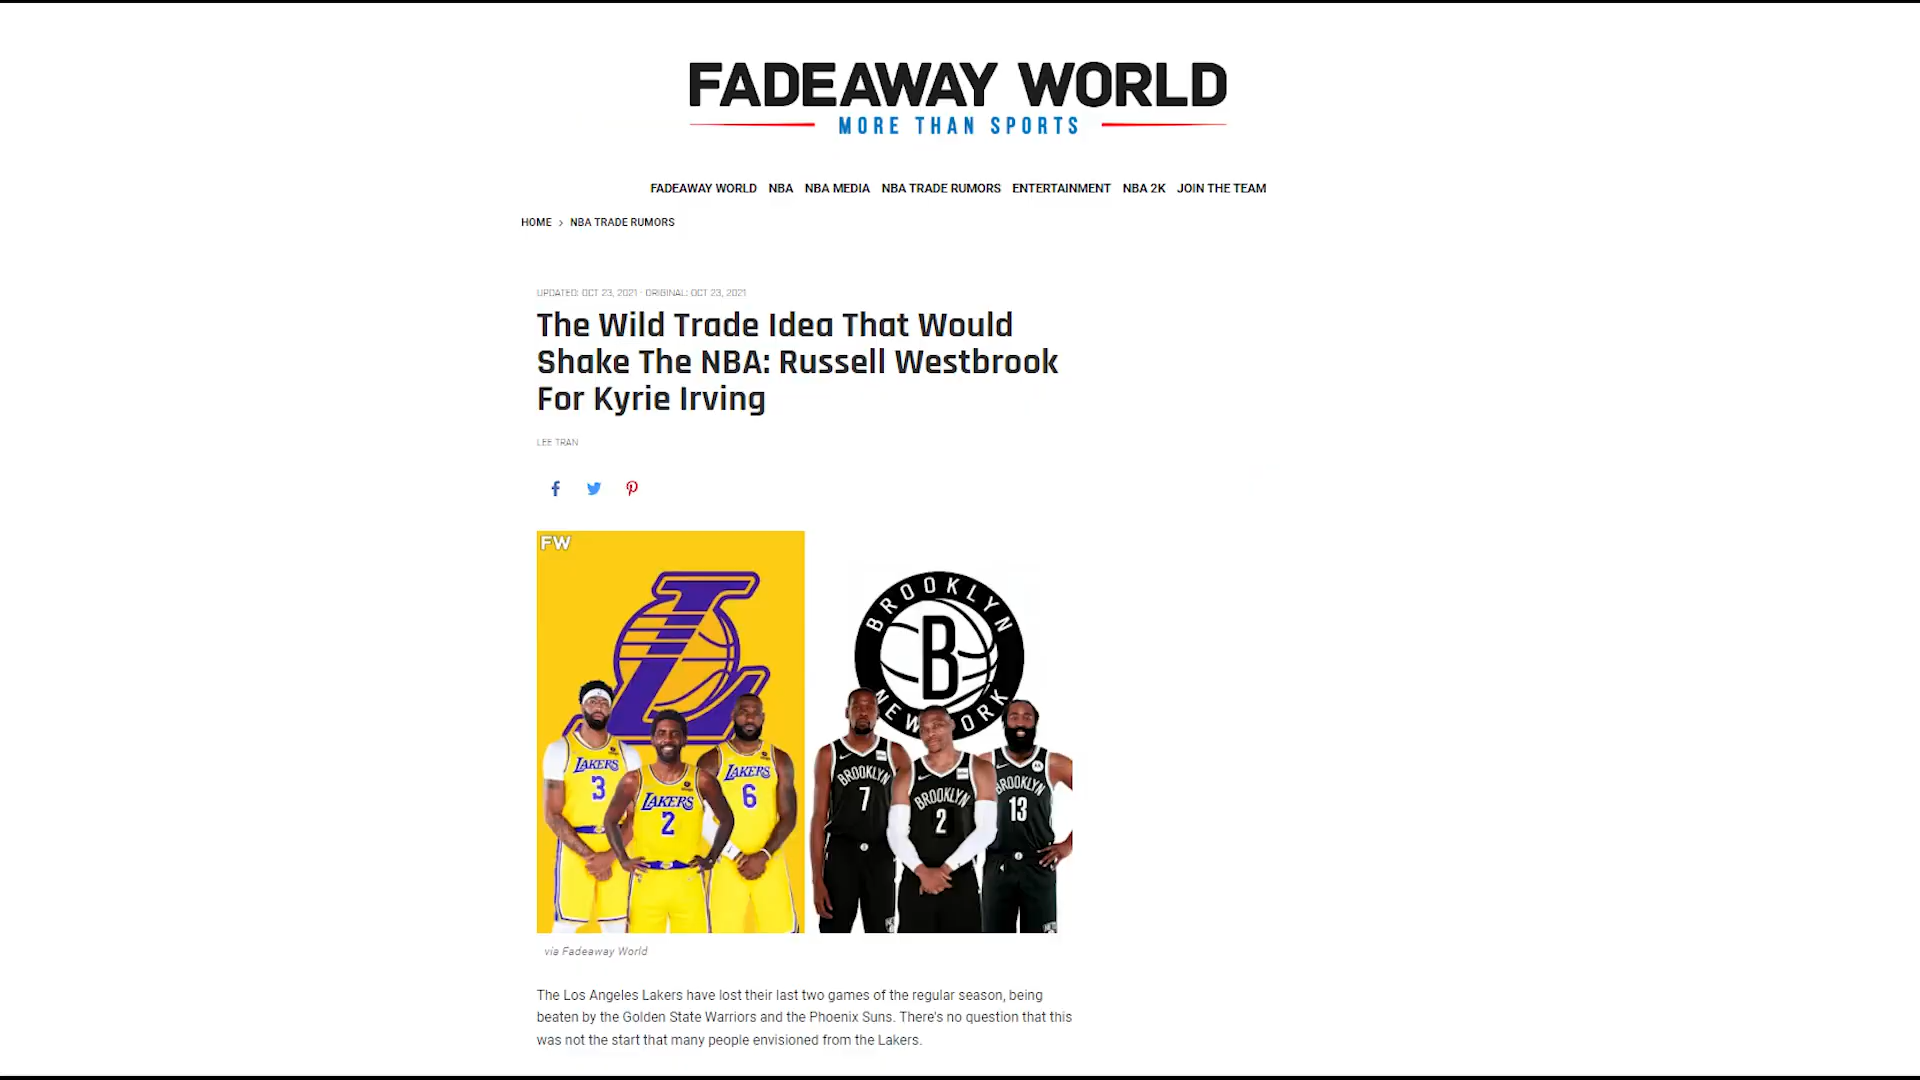 FADEAWAY WORLD
MORE THAN SPORTS
FADEAWAY WORLD NBA NBA MEDIA NBA TRADE RUMORS ENTERTAINMENT NBA 2K JOIN THE TEAM
HOME > NBA TRADE RUMORS
UPDATED: OCT 23, 2021 · ORIGINAL: OCT 23, 2021
The Wild Trade Idea That Would
Shake The NBA: Russell Westbrook
For Kyrie Irving
LEE TRAN
FW
BROOKLYN
B
NEW YORK
LAKERS
3
LAKERS
2
LAKERS
6
BROOKLYN
7
BROOKLYN
2
BROOKLYN
13
via Fadeaway World
The Los Angeles Lakers have lost their last two games of the regular season, being
beaten by the Golden State Warriors and the Phoenix Suns. There's no question that this
was not the start that many people envisioned from the Lakers.